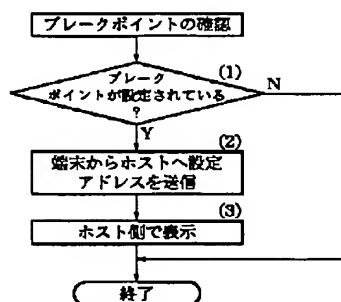 ブレークポイントの確認
(1)
ブレーク
ポイントが設定されている
?
N
Y
(2)
端末からホストへ設定
アドレスを送信
(3)
ホスト側で表示
終了